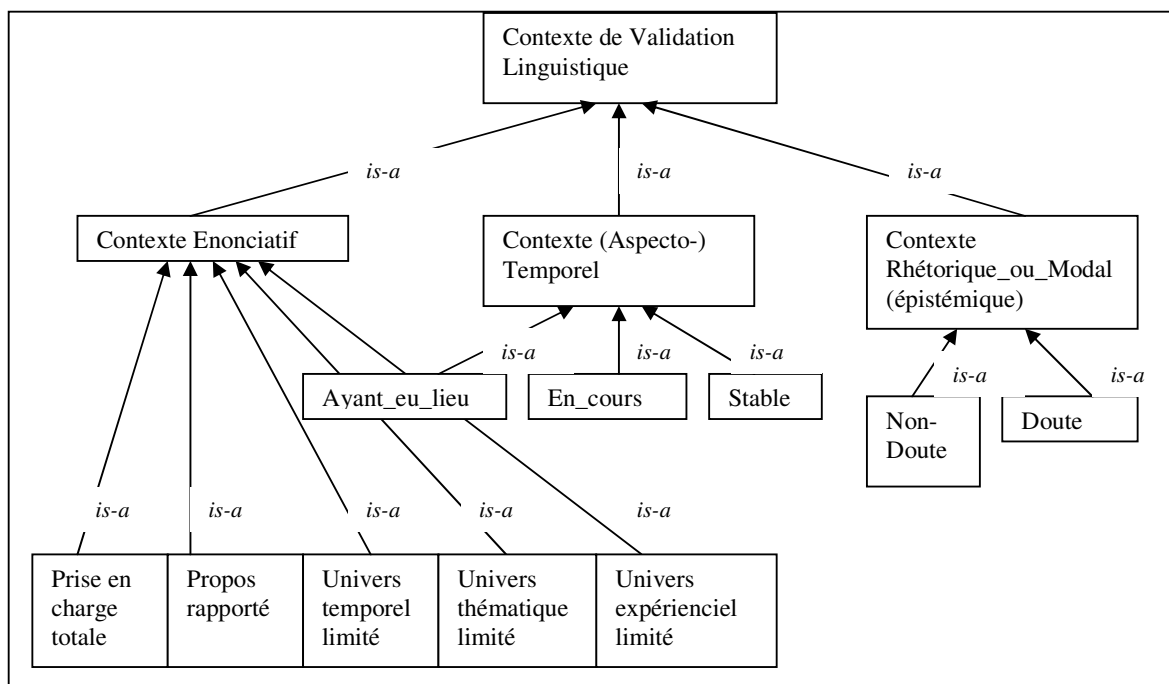 Contexte de Validation
Linguistique
is-a
is-a
is-a
Contexte Enonciatif
Contexte (Aspecto-)
Temporel
Contexte
Rhétorique_ou_Modal
(épistémique)
is-a
is-a
is-a
is-a
is-a
Ayant_eu_lieu
En_cours
Stable
Non-
Doute
Doute
is-a
is-a
is-a
is-a
is-a
Prise en
charge
totale
Propos
rapporté
Univers
temporel
limité
Univers
thématique
limité
Univers
expérienciel
limité